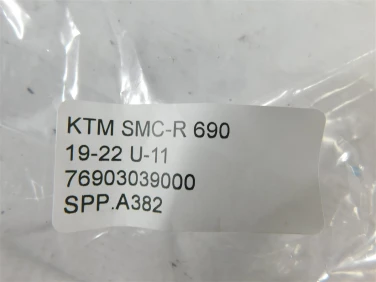 KTM SMC-R 690
19-22 U-11
76903039000
SPP.A382